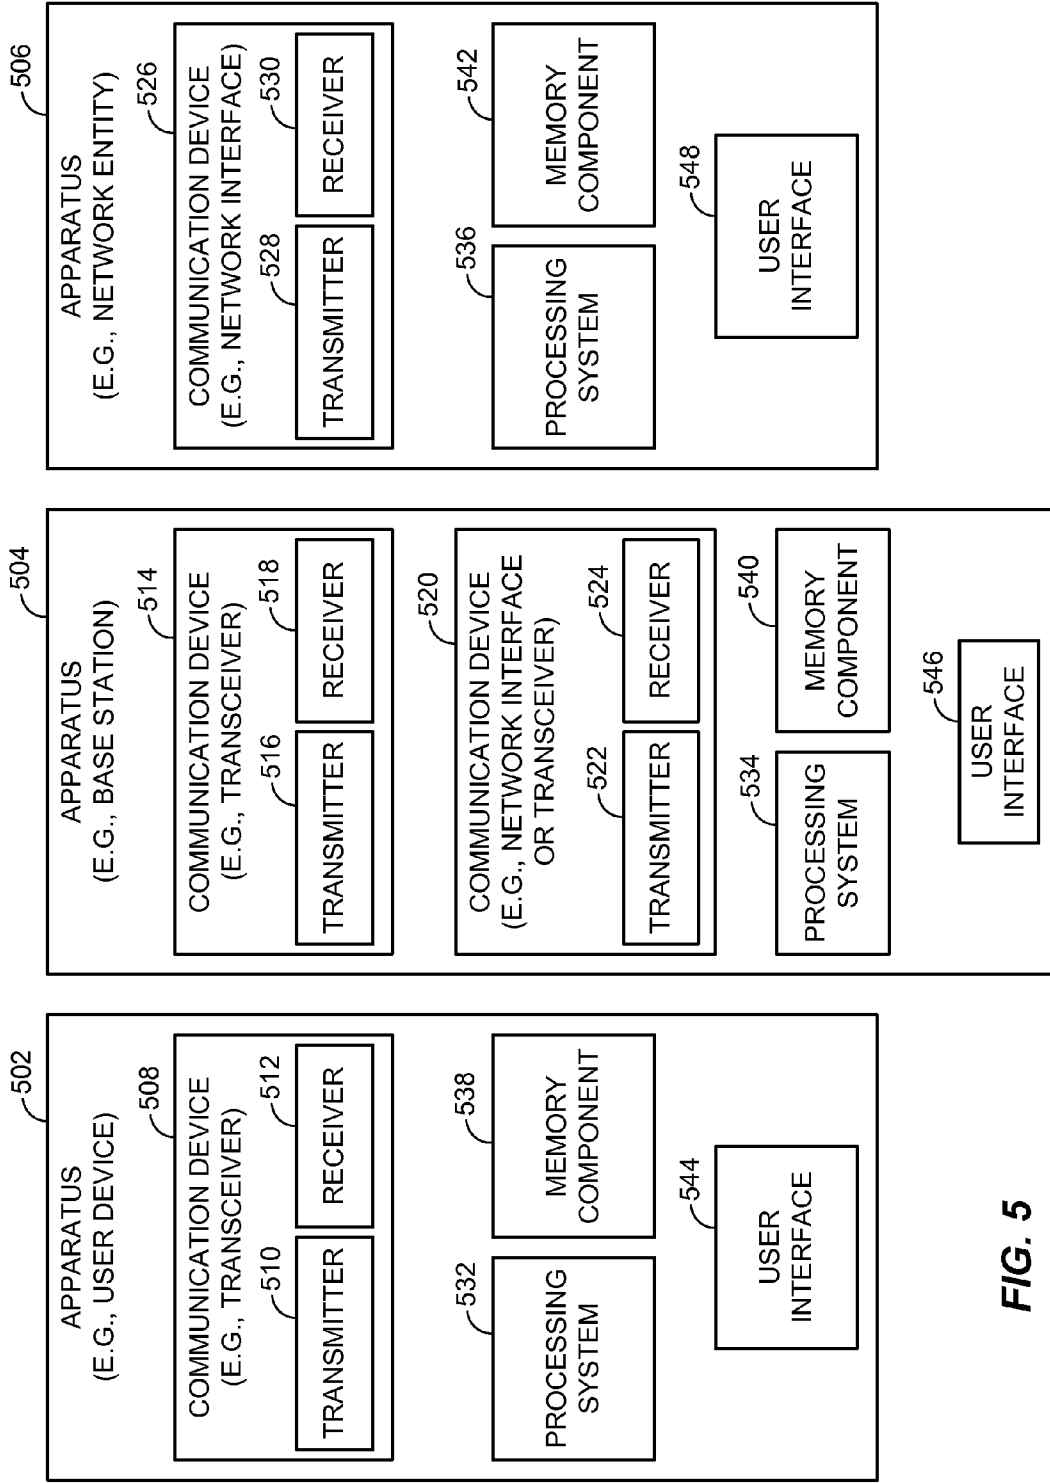 502
APPARATUS
(E.G., USER DEVICE)
508
COMMUNICATION DEVICE
(E.G., TRANSCEIVER)
510
TRANSMITTER
512
RECEIVER
532
PROCESSING
SYSTEM
538
MEMORY
COMPONENT
544
USER
INTERFACE
504
APPARATUS
(E.G., BASE STATION)
514
COMMUNICATION DEVICE
(E.G., TRANSCEIVER)
516
TRANSMITTER
518
RECEIVER
520
COMMUNICATION DEVICE
(E.G., NETWORK INTERFACE
OR TRANSCEIVER)
522
TRANSMITTER
524
RECEIVER
534
PROCESSING
SYSTEM
540
MEMORY
COMPONENT
546
USER
INTERFACE
506
APPARATUS
(E.G., NETWORK ENTITY)
526
COMMUNICATION DEVICE
(E.G., NETWORK INTERFACE)
528
TRANSMITTER
530
RECEIVER
536
PROCESSING
SYSTEM
542
MEMORY
COMPONENT
548
USER
INTERFACE
FIG. 5